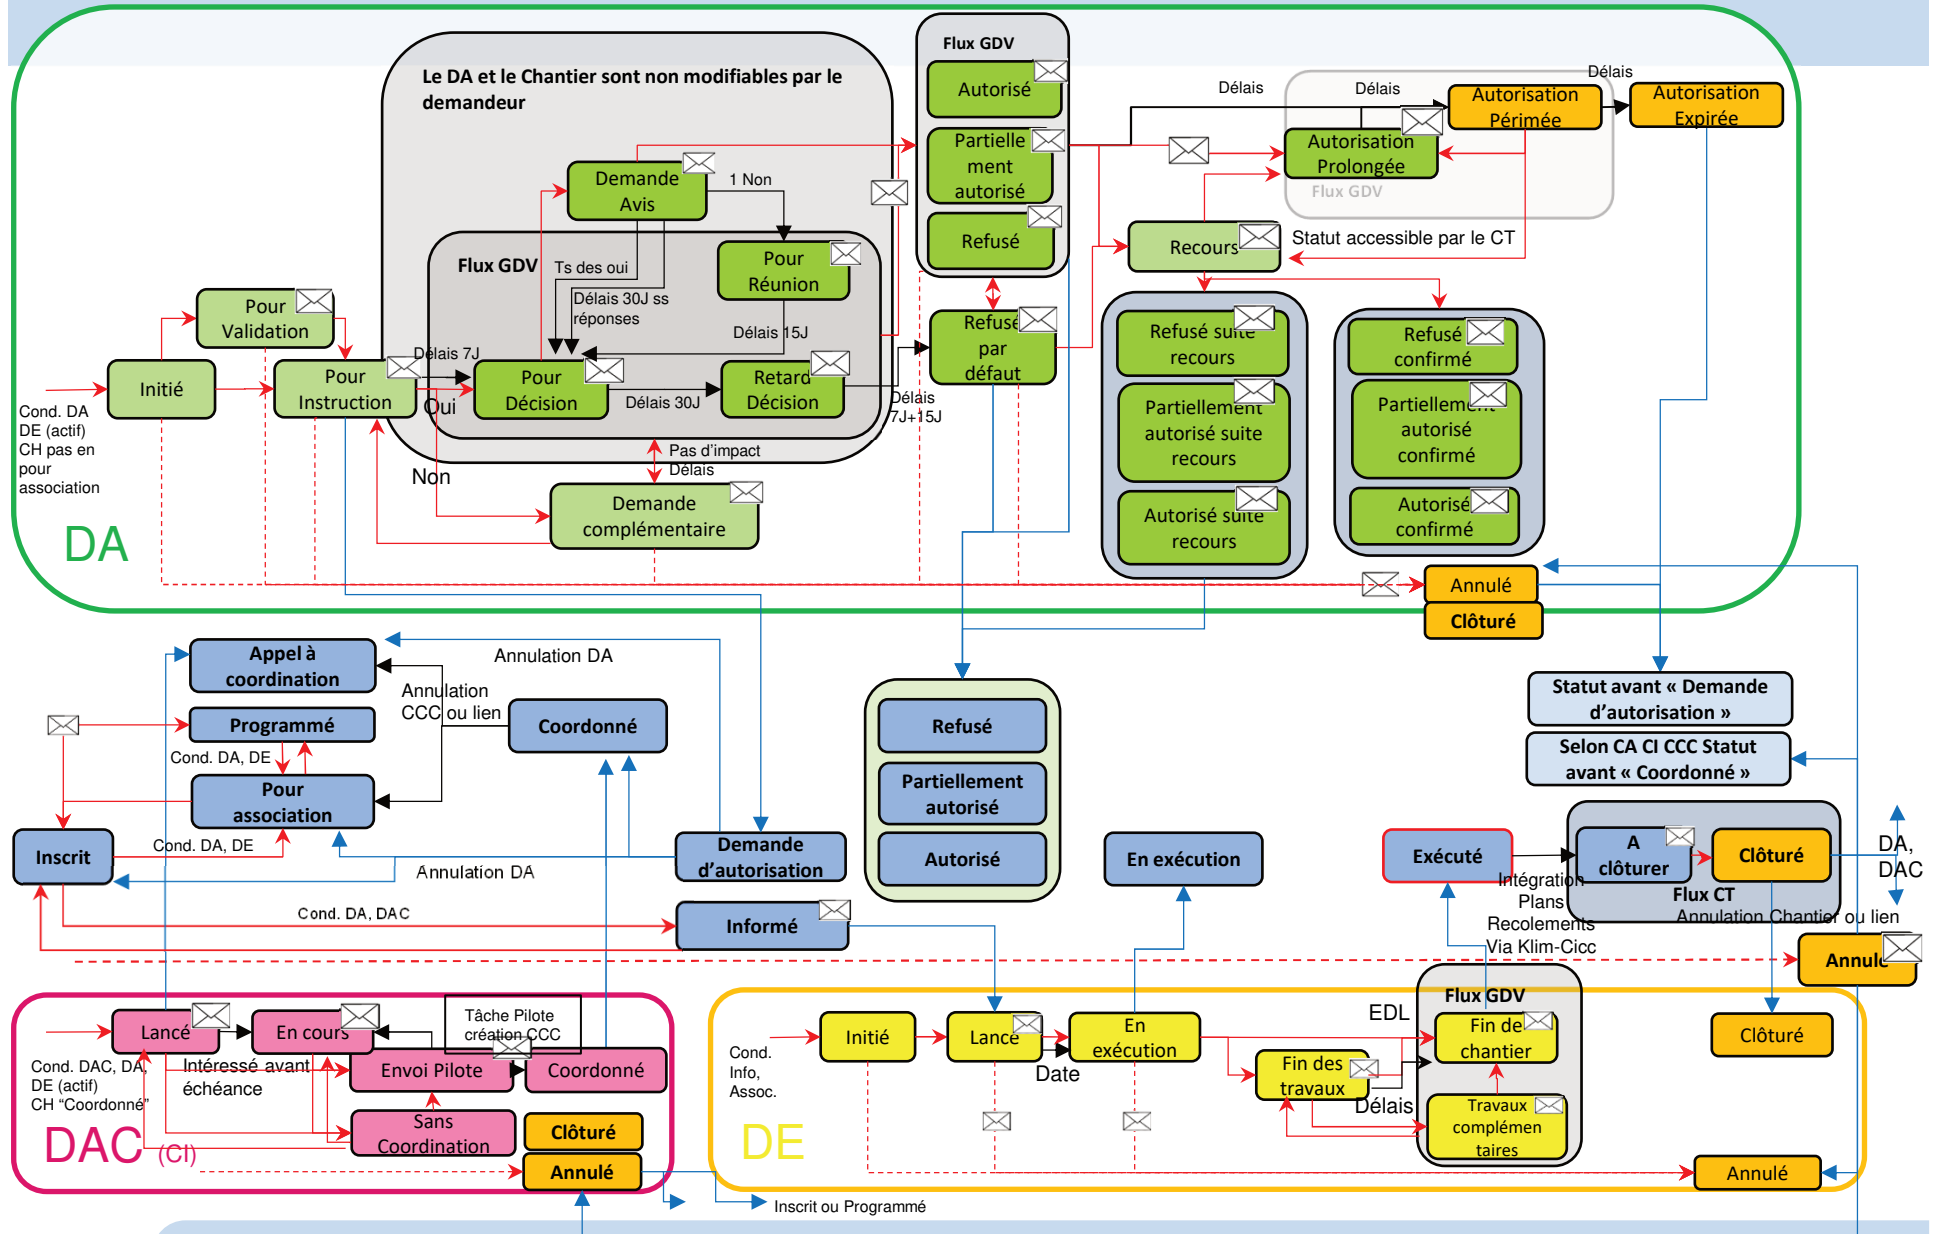 Flux GDV
Le DA et le Chantier sont non modifiables par le
demandeur
Autorisé
Partielle
ment
autorisé
Refusé
Délais
Délais
Délais
Autorisation
Périmée
Autorisation
Expirée
Autorisation
Prolongée
Flux GDV
Demande
Avis
1 Non
Recours
Statut accessible par le CT
Flux GDV
Ts des oui
Pour
Réunion
Délais 30J ss
réponses
Délais 15J
Pour
Validation
Refusé
par
défaut
Refusé suite
recours
Refusé
confirmé
Initié
Pour
Instruction
Délais 7J
Oui
Pour
Décision
Délais 30J
Retard
Décision
Délais
7J+15J
Partiellement
autorisé suite
recours
Partiellement
autorisé
confirmé
Cond. DA
DE (actif)
CH pas en
pour
association
Non
Pas d’impact
Délais
Demande
complémentaire
Autorisé suite
recours
Autorisé
confirmé
DA
Annulé
Clôturé
Appel à
coordination
Annulation DA
Annulation
CCC ou lien
Programmé
Coordonné
Cond. DA, DE
Pour
association
Refusé
Partiellement
autorisé
Autorisé
Statut avant « Demande
d’autorisation »
Selon CA CI CCC Statut
avant « Coordonné »
Inscrit
Cond. DA, DE
Annulation DA
Demande
d’autorisation
En exécution
Exécuté
A
clôturer
Clôturé
Flux CT
DA,
DAC
Intégration
Plans
Recolements
Via Klim-Cicc
Annulation Chantier ou lien
Cond. DA, DAC
Informé
Annulé
Lancé
En cours
Tâche Pilote
création CCC
Cond. DAC, DA,
DE (actif)
CH “Coordonné”
Intéressé avant
échéance
Envoi Pilote
Coordonné
Sans
Coordination
Clôturé
Annulé
DAC (CI)
Inscrit ou Programmé
Flux GDV
EDL
Initié
Lancé
En
exécution
Date
Cond.
Info,
Assoc.
Fin de
chantier
Fin des
travaux
Délais
Travaux
complémen
taires
Clôturé
DE
Annulé